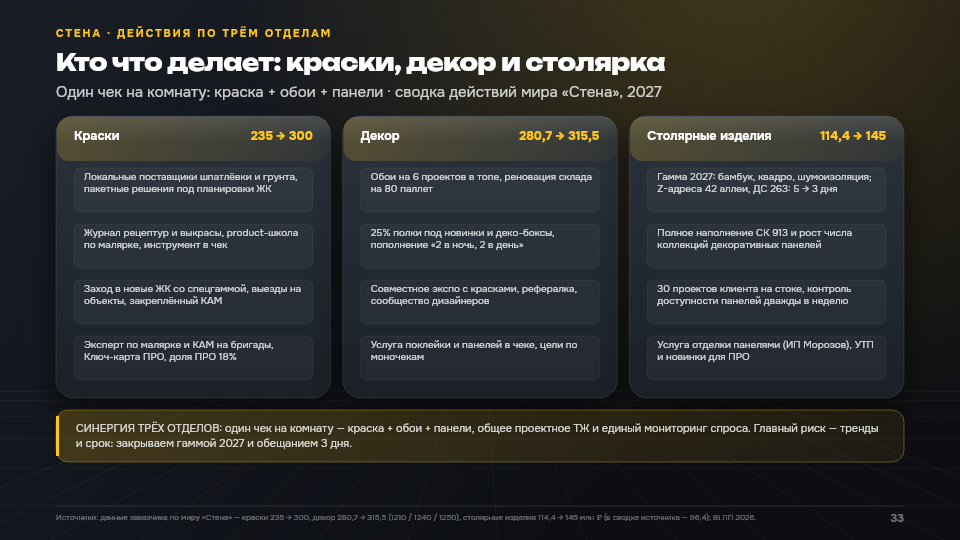 СТЕНА · ДЕЙСТВИЯ ПО ТРЁМ ОТДЕЛАМ
Кто что делает: краски, декор и столярка
Один чек на комнату: краска + обои + панели · сводка действий мира «Стена», 2027
Краски
235 → 300
Локальные поставщики шпатлёвки и грунта,
пакетные решения под планировки ЖК
Журнал рецептур и выкрасы, product-школа
по малярке, инструмент в чек
Заход в новые ЖК со спецгаммой, выезды на
объекты, закреплённый КАМ
Эксперт по малярке и КАМ на бригады,
Ключ-карта ПРО, доля ПРО 18%
Декор
280,7 → 315,5
Обои на 6 проектов в топе, реновация склада
на 80 паллет
25% полки под новинки и деко-боксы,
пополнение «2 в ночь, 2 в день»
Совместное экспо с красками, рефералка,
сообщество дизайнеров
Услуга поклейки и панелей в чеке, цели по
моночекам
Столярные изделия
114,4 → 145
Гамма 2027: бамбук, квадро, шумоизоляция;
Z-адреса 42 аллеи, ДС 263: 5 → 3 дня
Полное наполнение СК 913 и рост числа
коллекций декоративных панелей
30 проектов клиента на стоке, контроль
доступности панелей дважды в неделю
Услуга отделки панелями (ИП Морозов), УТП
и новинки для ПРО
СИНЕРГИЯ ТРЁХ ОТДЕЛОВ: один чек на комнату — краска + обои + панели, общее проектное ТЖ и единый мониторинг спроса. Главный риск — тренды
и срок: закрываем гаммой 2027 и обещанием 3 дня.
Источники: данные заказчика по миру «Стена» — краски 235 → 300, декор 280,7 → 315,5 (1210 / 1240 / 1250), столярные изделия 114,4 → 145 млн ₽ (в сводке источника — 96,4); BI ЛП 2026.
33